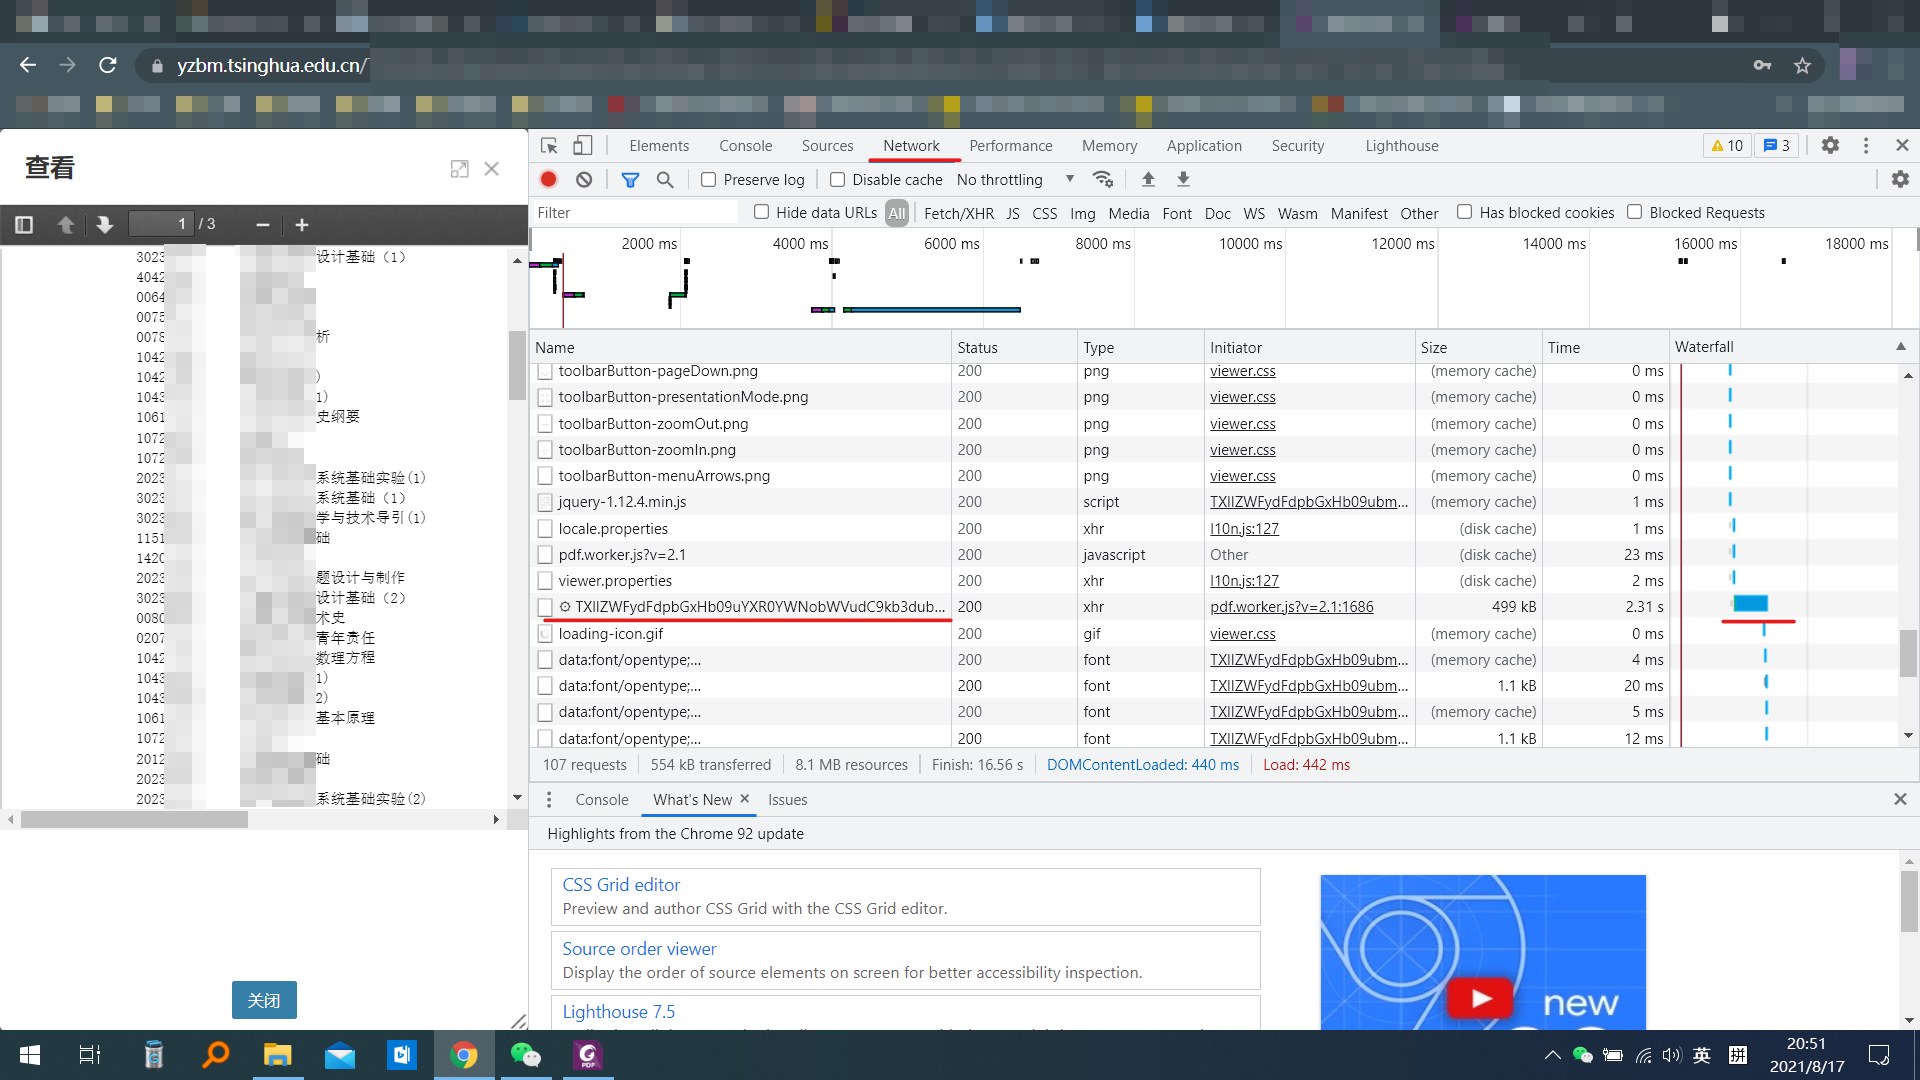 yzbm.tsinghua.edu.cn/
查看
1 / 3
3023 设计基础（1）
4042
0064
0075
0078 析
1042
1042 )
1043 1)
1061 史纲要
1072
1072
2023 系统基础实验(1)
3023 系统基础（1）
3023 学与技术导引(1)
1151 础
1420
2023 题设计与制作
3023 设计基础（2）
0080 术史
0207 青年责任
1042 数理方程
1043 1)
1043 2)
1061 基本原理
1072
2012 础
2023
2023 系统基础实验(2)
关闭
Elements Console Sources Network Performance Memory Application Security Lighthouse 10 3
Preserve log Disable cache No throttling
Filter Hide data URLs All Fetch/XHR JS CSS Img Media Font Doc WS Wasm Manifest Other Has blocked cookies Blocked Requests
2000 ms 4000 ms 6000 ms 8000 ms 10000 ms 12000 ms 14000 ms 16000 ms 18000 ms
Name Status Type Initiator Size Time Waterfall
toolbarButton-pageDown.png 200 png viewer.css (memory cache) 0 ms
toolbarButton-presentationMode.png 200 png viewer.css (memory cache) 0 ms
toolbarButton-zoomOut.png 200 png viewer.css (memory cache) 0 ms
toolbarButton-zoomIn.png 200 png viewer.css (memory cache) 0 ms
toolbarButton-menuArrows.png 200 png viewer.css (memory cache) 0 ms
jquery-1.12.4.min.js 200 script TXlIZWFydFdpbGxHb09ubm... (memory cache) 1 ms
locale.properties 200 xhr l10n.js:127 (disk cache) 1 ms
pdf.worker.js?v=2.1 200 javascript Other (disk cache) 23 ms
viewer.properties 200 xhr l10n.js:127 (disk cache) 2 ms
TXlIZWFydFdpbGxHb09uYXR0YWNobWVudC9kb3dub... 200 xhr pdf.worker.js?v=2.1:1686 499 kB 2.31 s
loading-icon.gif 200 gif viewer.css (memory cache) 0 ms
data:font/opentype;... 200 font TXlIZWFydFdpbGxHb09ubm... (memory cache) 4 ms
data:font/opentype;... 200 font TXlIZWFydFdpbGxHb09ubm... 1.1 kB 20 ms
data:font/opentype;... 200 font TXlIZWFydFdpbGxHb09ubm... (memory cache) 5 ms
data:font/opentype;... 200 font TXlIZWFydFdpbGxHb09ubm... 1.1 kB 12 ms
107 requests 554 kB transferred 8.1 MB resources Finish: 16.56 s DOMContentLoaded: 440 ms Load: 442 ms
Console What's New Issues
Highlights from the Chrome 92 update
CSS Grid editor
Preview and author CSS Grid with the CSS Grid editor.
Source order viewer
Display the order of source elements on screen for better accessibility inspection.
Lighthouse 7.5
new
PDF
英 拼 20:51
2021/8/17